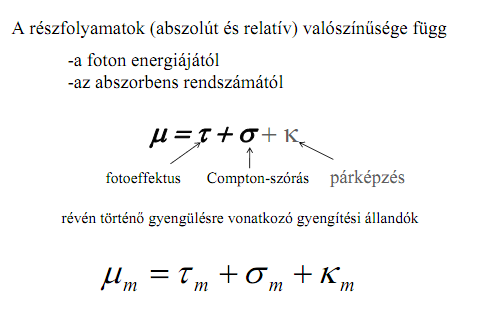 A részfolyamatok (abszolút és relatív) valószínűsége függ
-a foton energiájától
-az abszorbens rendszámától
μ = τ + σ + κ
fotoeffektus Compton-szórás párképzés
révén történő gyengülésre vonatkozó gyengítési állandók
μₘ = τₘ + σₘ + κₘ